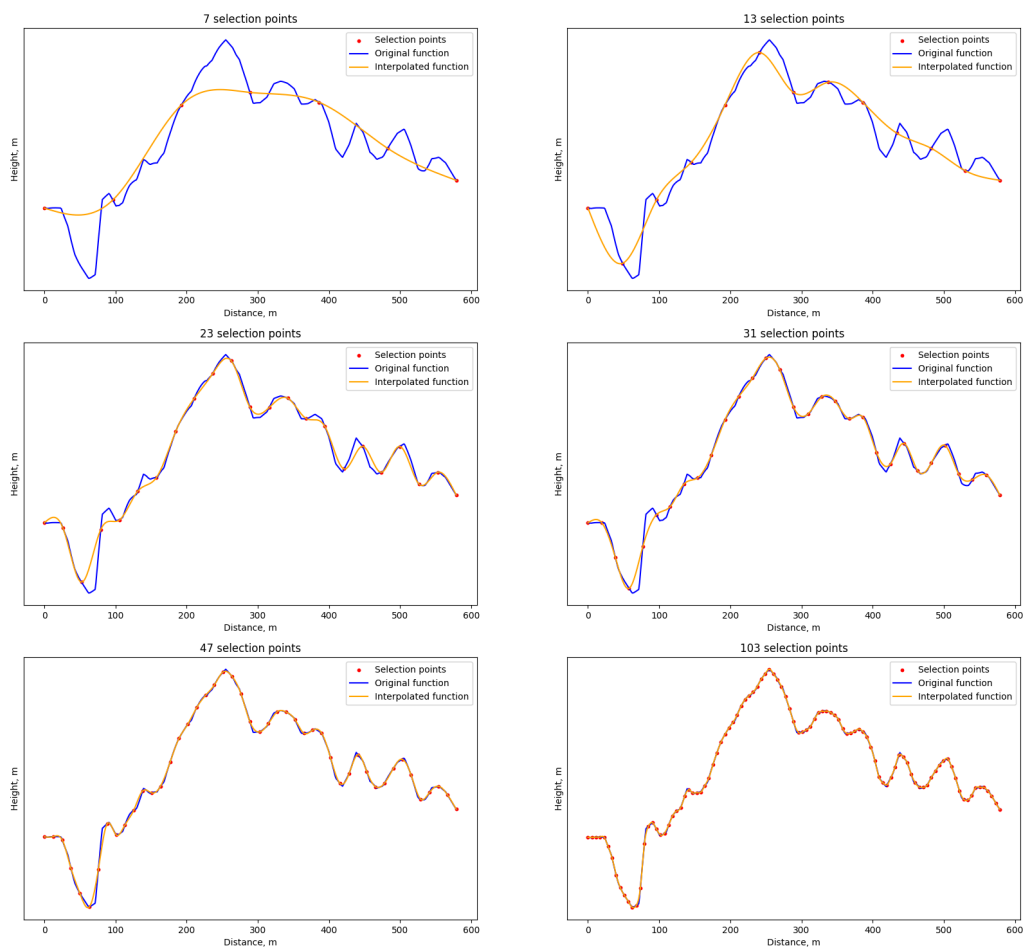 7 selection points
Selection points
Original function
Interpolated function
Height, m
0 100 200 300 400 500 600
Distance, m
13 selection points
Selection points
Original function
Interpolated function
Height, m
0 100 200 300 400 500 600
Distance, m
23 selection points
Selection points
Original function
Interpolated function
Height, m
0 100 200 300 400 500 600
Distance, m
31 selection points
Selection points
Original function
Interpolated function
Height, m
0 100 200 300 400 500 600
Distance, m
47 selection points
Selection points
Original function
Interpolated function
Height, m
0 100 200 300 400 500 600
Distance, m
103 selection points
Selection points
Original function
Interpolated function
Height, m
0 100 200 300 400 500 600
Distance, m